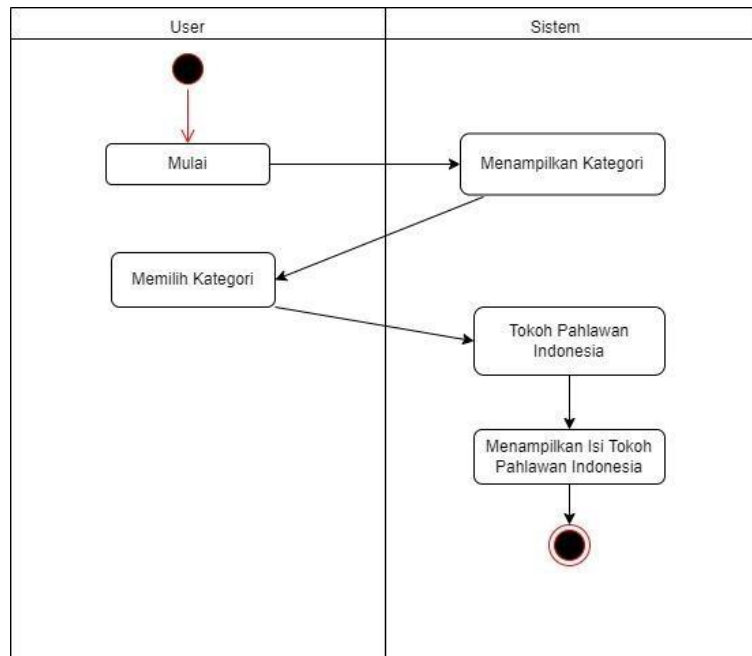 User
Sistem
Mulai
Menampilkan Kategori
Memilih Kategori
Tokoh Pahlawan
Indonesia
Menampilkan Isi Tokoh
Pahlawan Indonesia